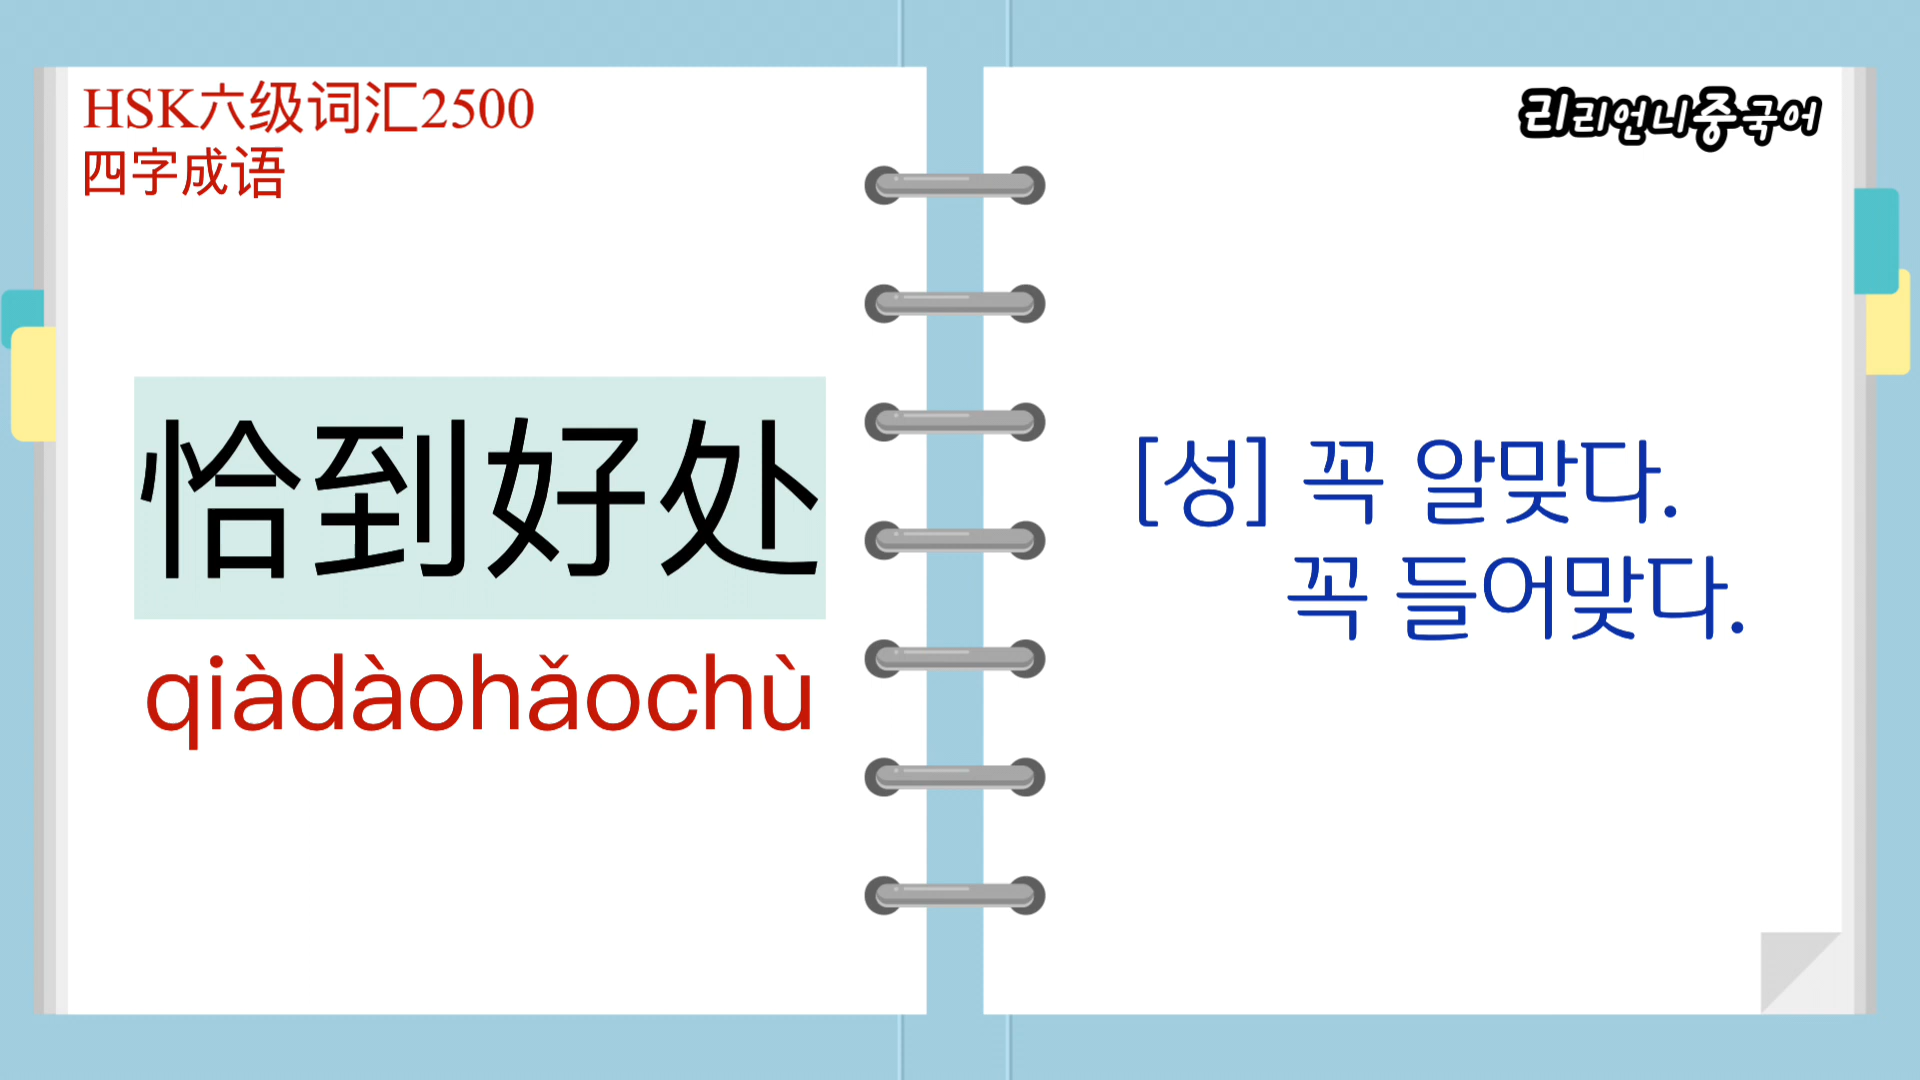 HSK六级词汇2500
四字成语
恰到好处
qiàdàohǎochù
리리언니중국어
[성] 꼭 알맞다.
꼭 들어맞다.